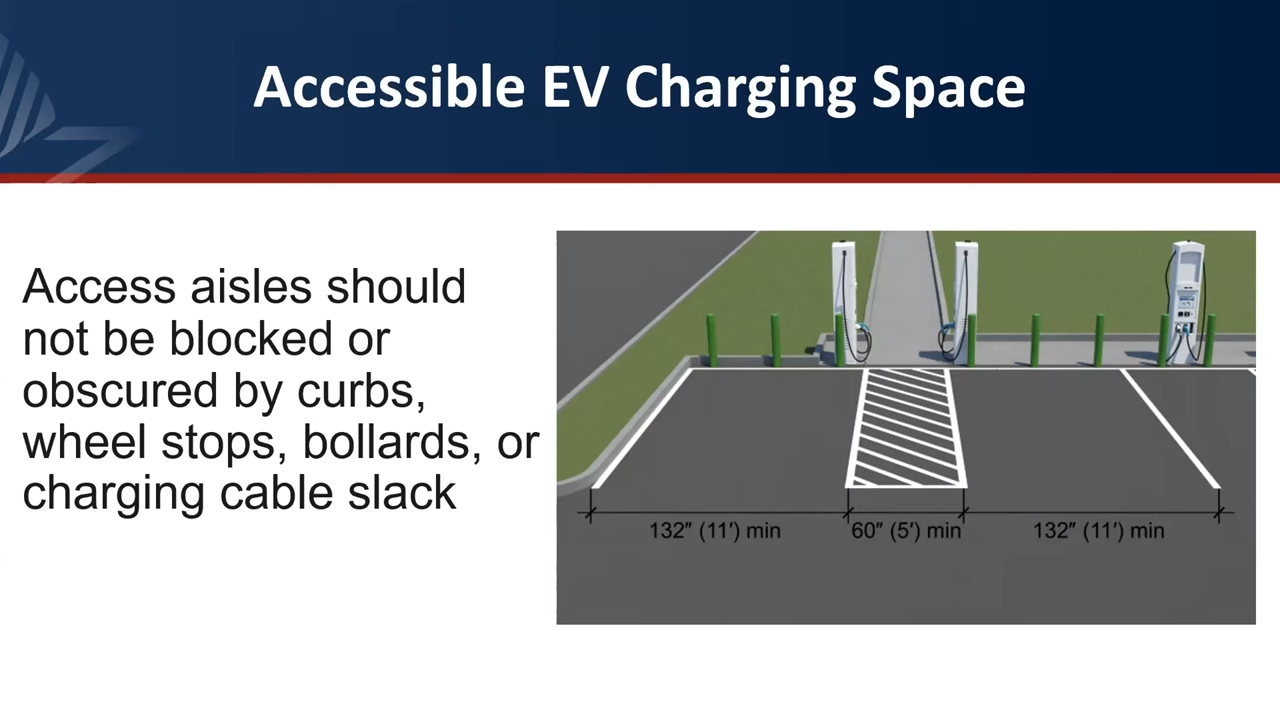 Accessible EV Charging Space
Access aisles should
not be blocked or
obscured by curbs,
wheel stops, bollards, or
charging cable slack
132″ (11′) min
60″ (5′) min
132″ (11′) min